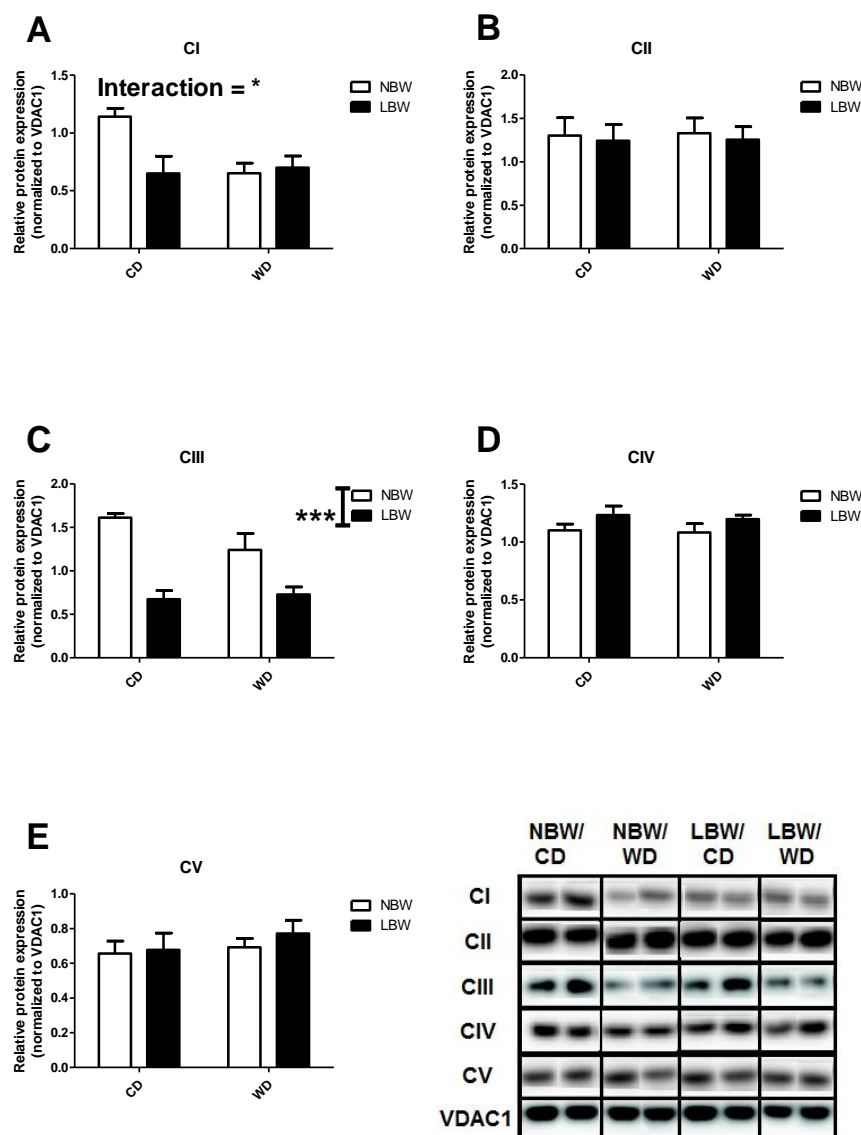 A
CI
Interaction = *
NBW
LBW
Relative protein expression
(normalized to VDAC1)
1.5
1.0
0.5
0.0
CD
WD
B
CII
NBW
LBW
Relative protein expression
(normalized to VDAC1)
2.0
1.5
1.0
0.5
0.0
CD
WD
C
CIII
***
NBW
LBW
Relative protein expression
(normalized to VDAC1)
2.0
1.5
1.0
0.5
0.0
CD
WD
D
CIV
NBW
LBW
Relative protein expression
(normalized to VDAC1)
1.5
1.0
0.5
0.0
CD
WD
E
CV
NBW
LBW
Relative protein expression
(normalized to VDAC1)
1.0
0.8
0.6
0.4
0.2
0.0
CD
WD
NBW/ NBW/ LBW/ LBW/
CD WD CD WD
CI
CII
CIII
CIV
CV
VDAC1